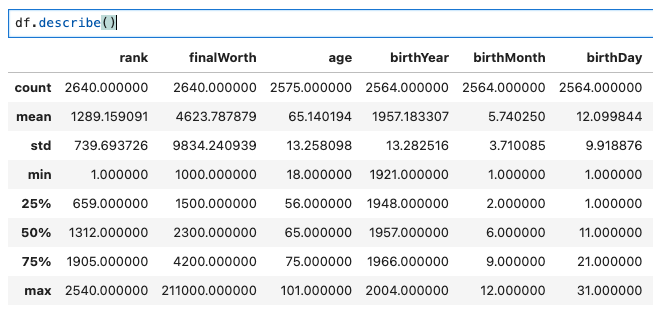 df.describe()
rank finalWorth age birthYear birthMonth birthDay
count 2640.000000 2640.000000 2575.000000 2564.000000 2564.000000 2564.000000
mean 1289.159091 4623.787879 65.140194 1957.183307 5.740250 12.099844
std 739.693726 9834.240939 13.258098 13.282516 3.710085 9.918876
min 1.000000 1000.000000 18.000000 1921.000000 1.000000 1.000000
25% 659.000000 1500.000000 56.000000 1948.000000 2.000000 1.000000
50% 1312.000000 2300.000000 65.000000 1957.000000 6.000000 11.000000
75% 1905.000000 4200.000000 75.000000 1966.000000 9.000000 21.000000
max 2540.000000 211000.000000 101.000000 2004.000000 12.000000 31.000000